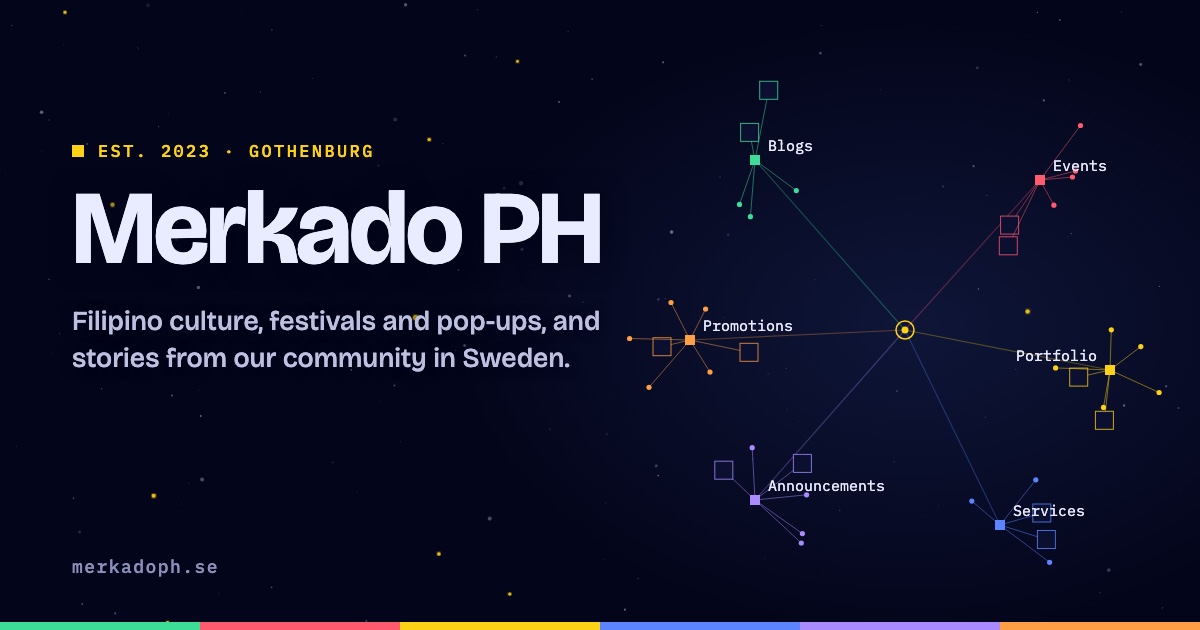 EST. 2023 · GOTHENBURG
Merkado PH
Filipino culture, festivals and pop-ups, and
stories from our community in Sweden.
merkadoph.se
Blogs
Events
Promotions
Portfolio
Announcements
Services